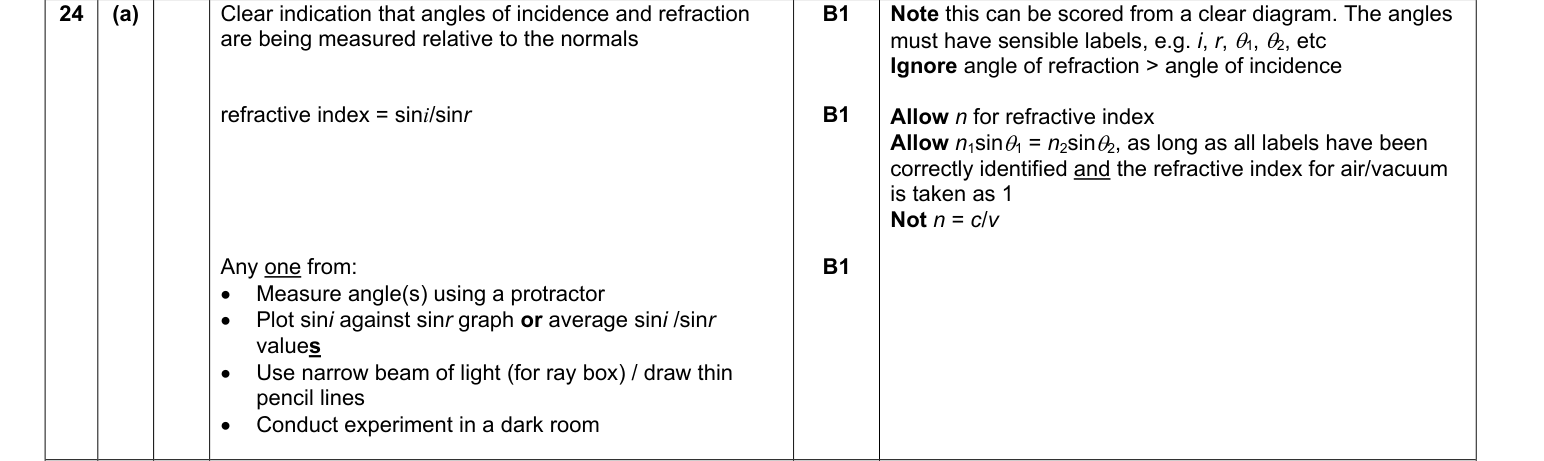 24 (a) Clear indication that angles of incidence and refraction B1 Note this can be scored from a clear diagram. The angles
are being measured relative to the normals must have sensible labels, e.g. i, r, θ1, θ2, etc
Ignore angle of refraction > angle of incidence
refractive index = sini/sinr B1 Allow n for refractive index
Allow n1sinθ1 = n2sinθ2, as long as all labels have been
correctly identified and the refractive index for air/vacuum
is taken as 1
Not n = c/v
Any one from: B1
• Measure angle(s) using a protractor
• Plot sini against sinr graph or average sini /sinr
values
• Use narrow beam of light (for ray box) / draw thin
pencil lines
• Conduct experiment in a dark room